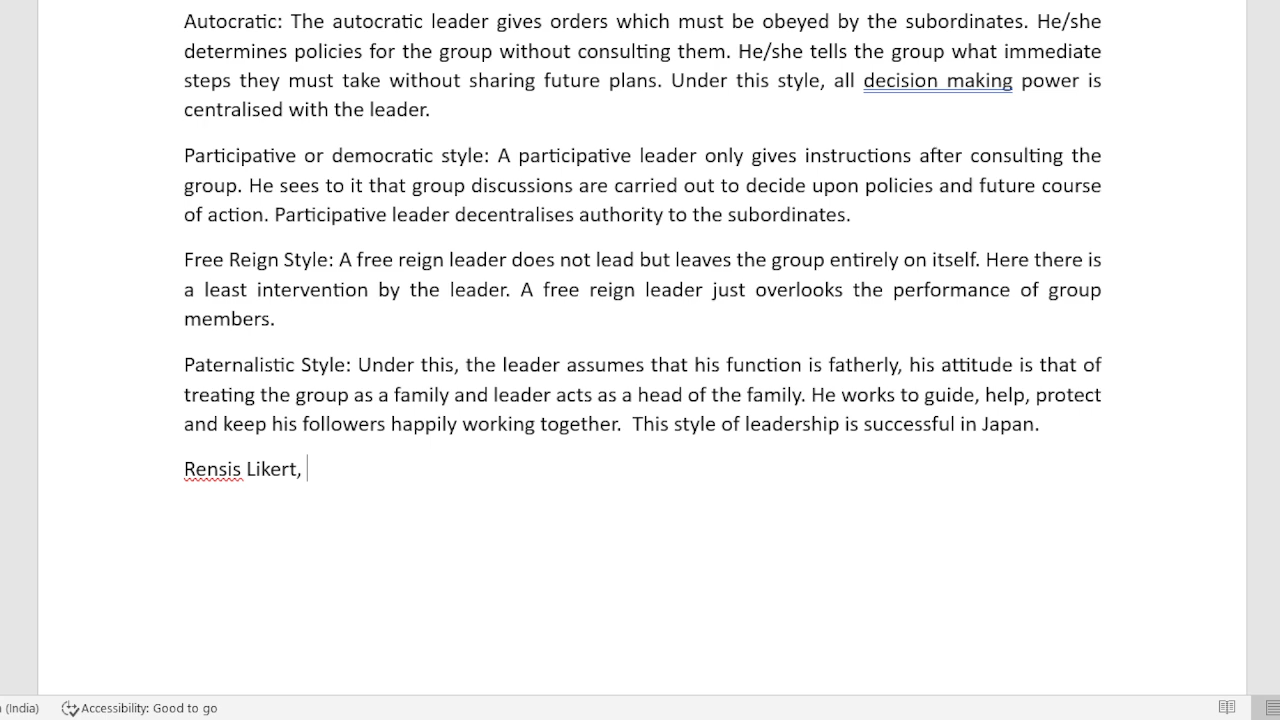 Autocratic: The autocratic leader gives orders which must be obeyed by the subordinates. He/she
determines policies for the group without consulting them. He/she tells the group what immediate
steps they must take without sharing future plans. Under this style, all decision making power is
centralised with the leader.
Participative or democratic style: A participative leader only gives instructions after consulting the
group. He sees to it that group discussions are carried out to decide upon policies and future course
of action. Participative leader decentralises authority to the subordinates.
Free Reign Style: A free reign leader does not lead but leaves the group entirely on itself. Here there is
a least intervention by the leader. A free reign leader just overlooks the performance of group
members.
Paternalistic Style: Under this, the leader assumes that his function is fatherly, his attitude is that of
treating the group as a family and leader acts as a head of the family. He works to guide, help, protect
and keep his followers happily working together.  This style of leadership is successful in Japan.
Rensis Likert,
(India) Accessibility: Good to go